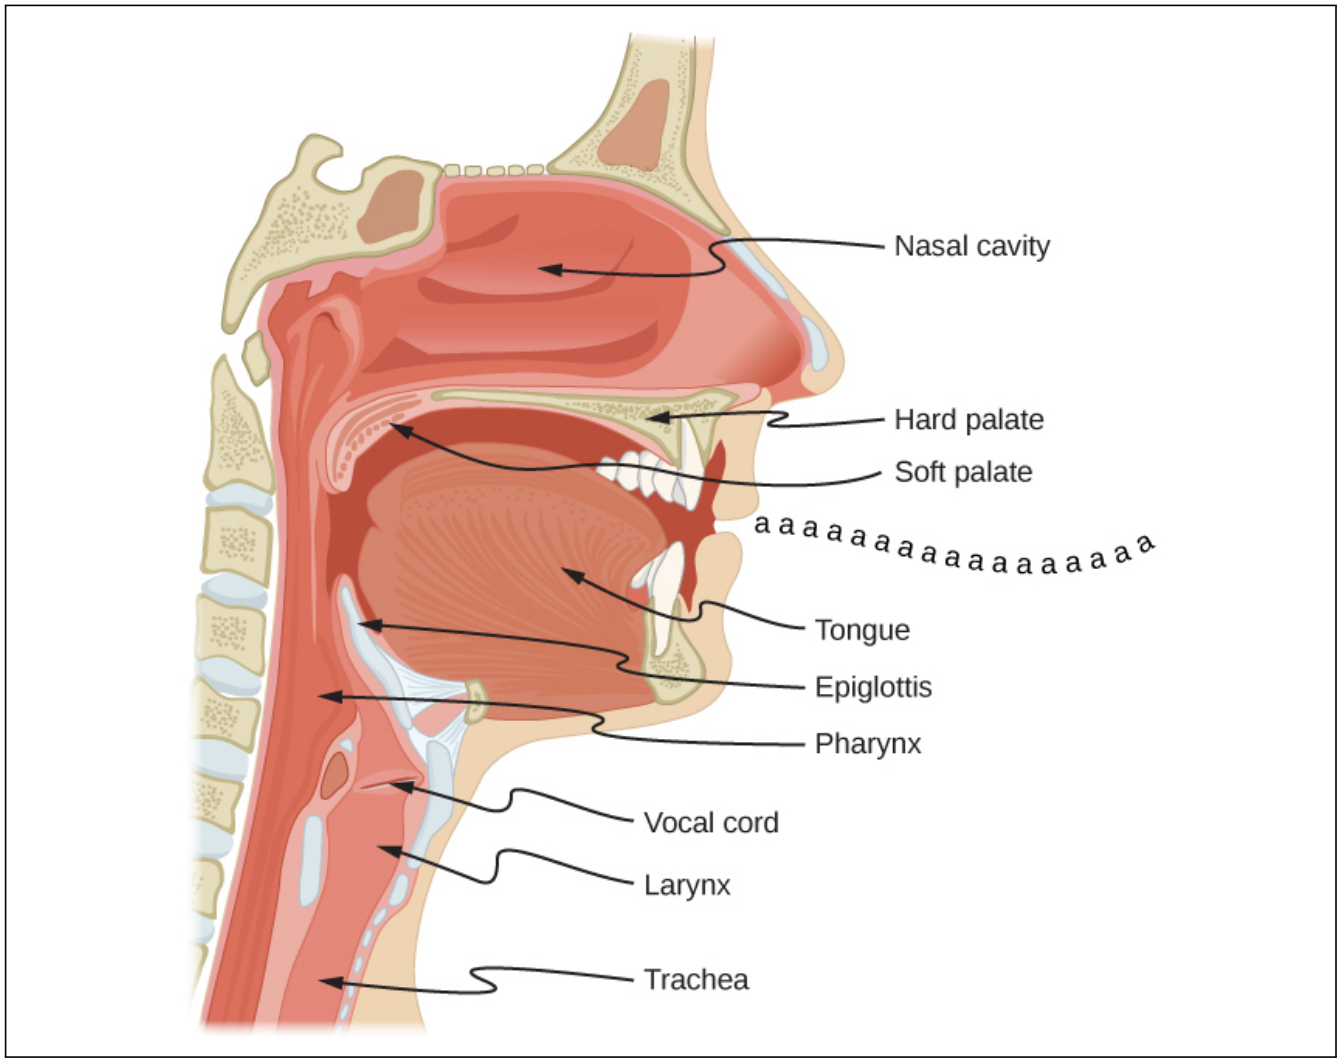 Nasal cavity
Hard palate
Soft palate
a a a a a a a a a a a a a a a a a
Tongue
Epiglottis
Pharynx
Vocal cord
Larynx
Trachea